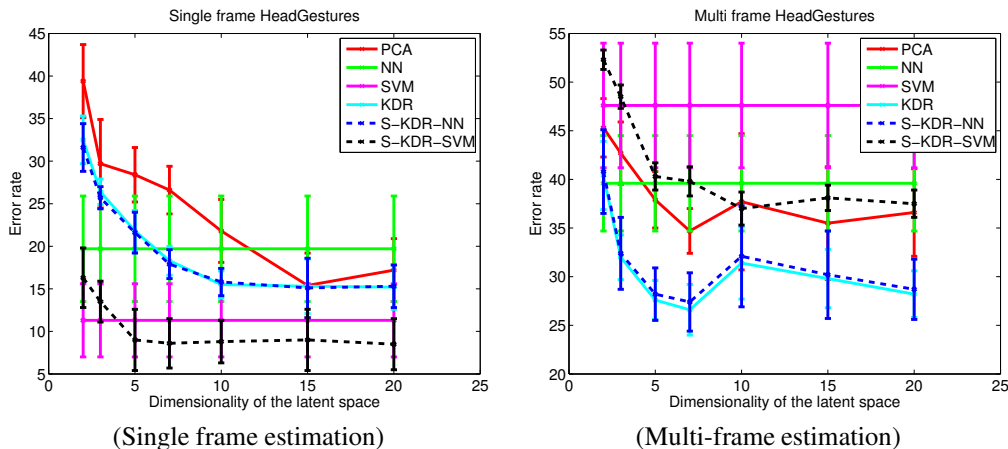 Single frame HeadGestures
45
40
35
30
25
20
15
10
5
0
5
10
15
20
25
Error rate
Dimensionality of the latent space
PCA
NN
SVM
KDR
S-KDR-NN
S-KDR-SVM
(Single frame estimation)
Multi frame HeadGestures
55
50
45
40
35
30
25
20
0
5
10
15
20
25
Error rate
Dimensionality of the latent space
PCA
NN
SVM
KDR
S-KDR-NN
S-KDR-SVM
(Multi-frame estimation)